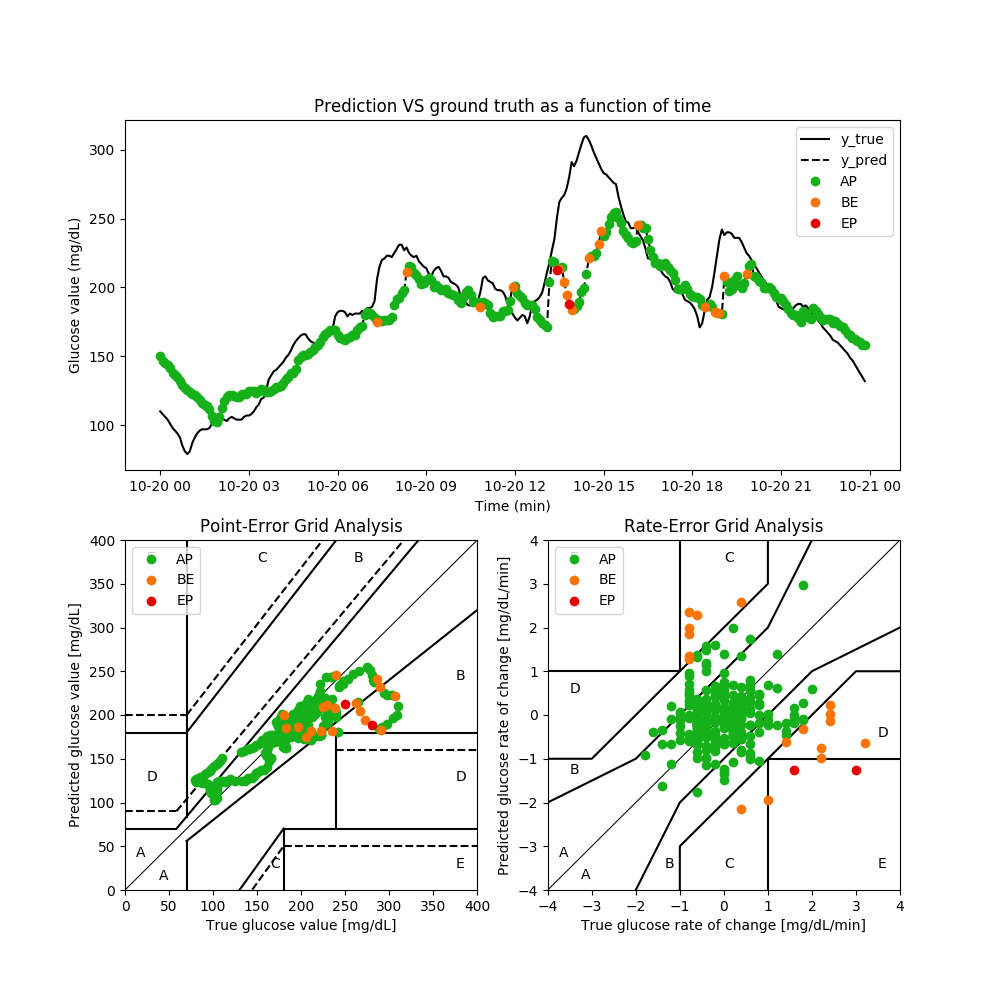 Prediction VS ground truth as a function of time
Glucose value (mg/dL)
300
250
200
150
100
y_true
y_pred
AP
BE
EP
10-20 00 10-20 03 10-20 06 10-20 09 10-20 12 10-20 15 10-20 18 10-20 21 10-21 00
Time (min)
Point-Error Grid Analysis
Predicted glucose value [mg/dL]
400
350
300
250
200
150
100
50
0
AP
BE
EP
C
B
B
D
D
A
A
C
E
0 50 100 150 200 250 300 350 400
True glucose value [mg/dL]
Rate-Error Grid Analysis
Predicted glucose rate of change [mg/dL/min]
4
3
2
1
0
−1
−2
−3
−4
AP
BE
EP
C
D
D
B
A
A
B
C
E
−4 −3 −2 −1 0 1 2 3 4
True glucose rate of change [mg/dL/min]